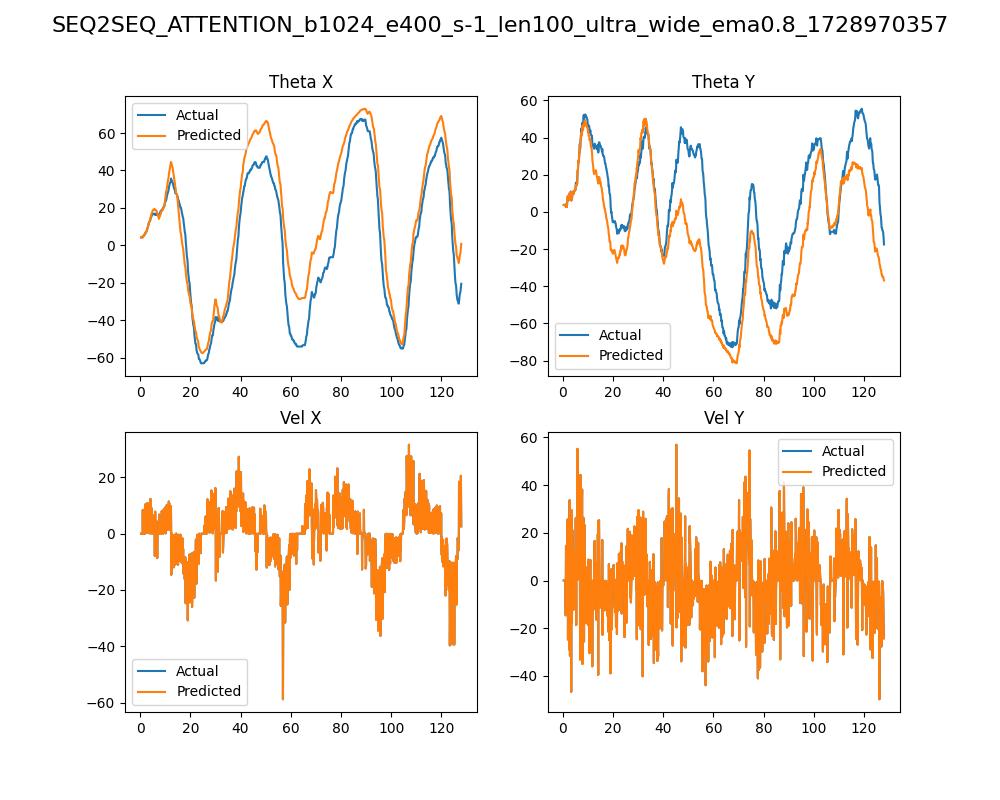 SEQ2SEQ_ATTENTION_b1024_e400_s-1_len100_ultra_wide_ema0.8_1728970357
Theta X
Actual
Predicted
60
40
20
0
−20
−40
−60
0 20 40 60 80 100 120
Theta Y
60
40
20
0
−20
−40
−60
−80
Actual
Predicted
0 20 40 60 80 100 120
Vel X
20
0
−20
−40
−60
Actual
Predicted
0 20 40 60 80 100 120
Vel Y
Actual
Predicted
60
40
20
0
−20
−40
0 20 40 60 80 100 120